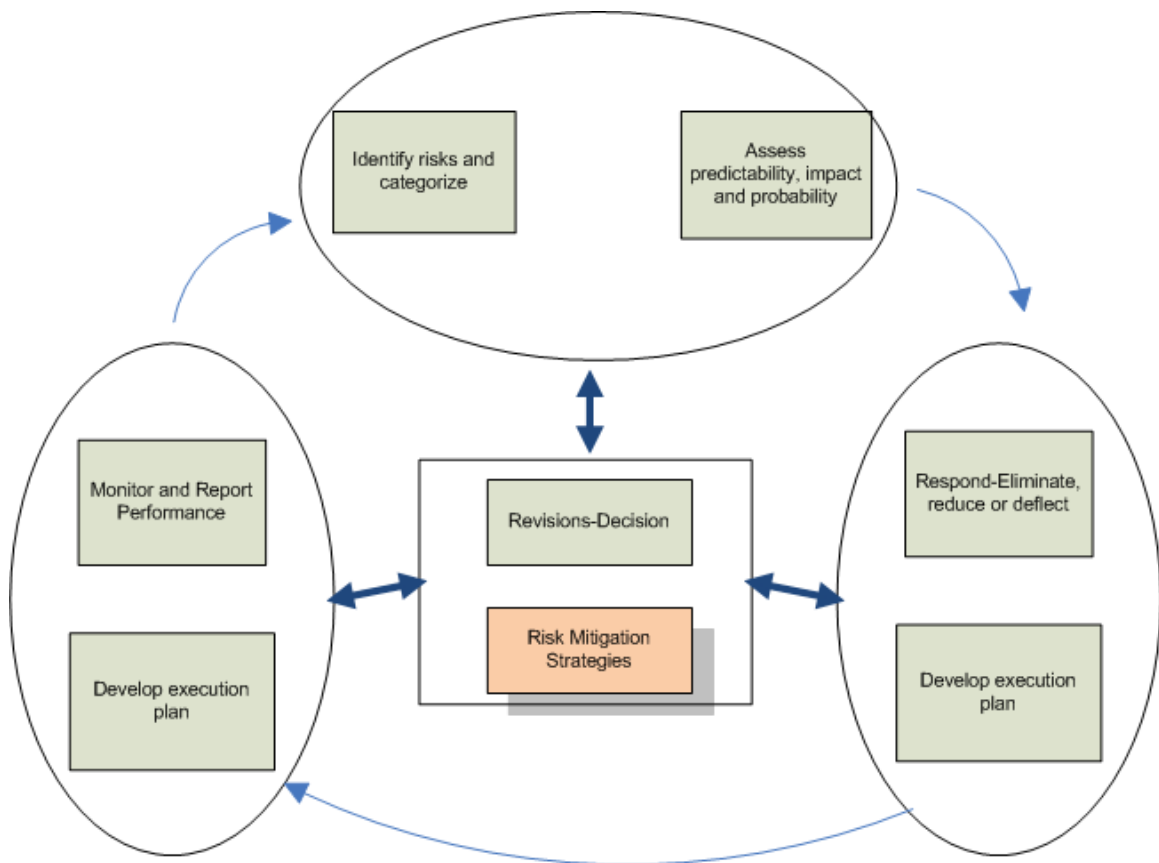 Identify risks and
categorize
Assess
predictability, impact
and probability
Monitor and Report
Performance
Develop execution
plan
Revisions-Decision
Risk Mitigation
Strategies
Respond-Eliminate,
reduce or deflect
Develop execution
plan